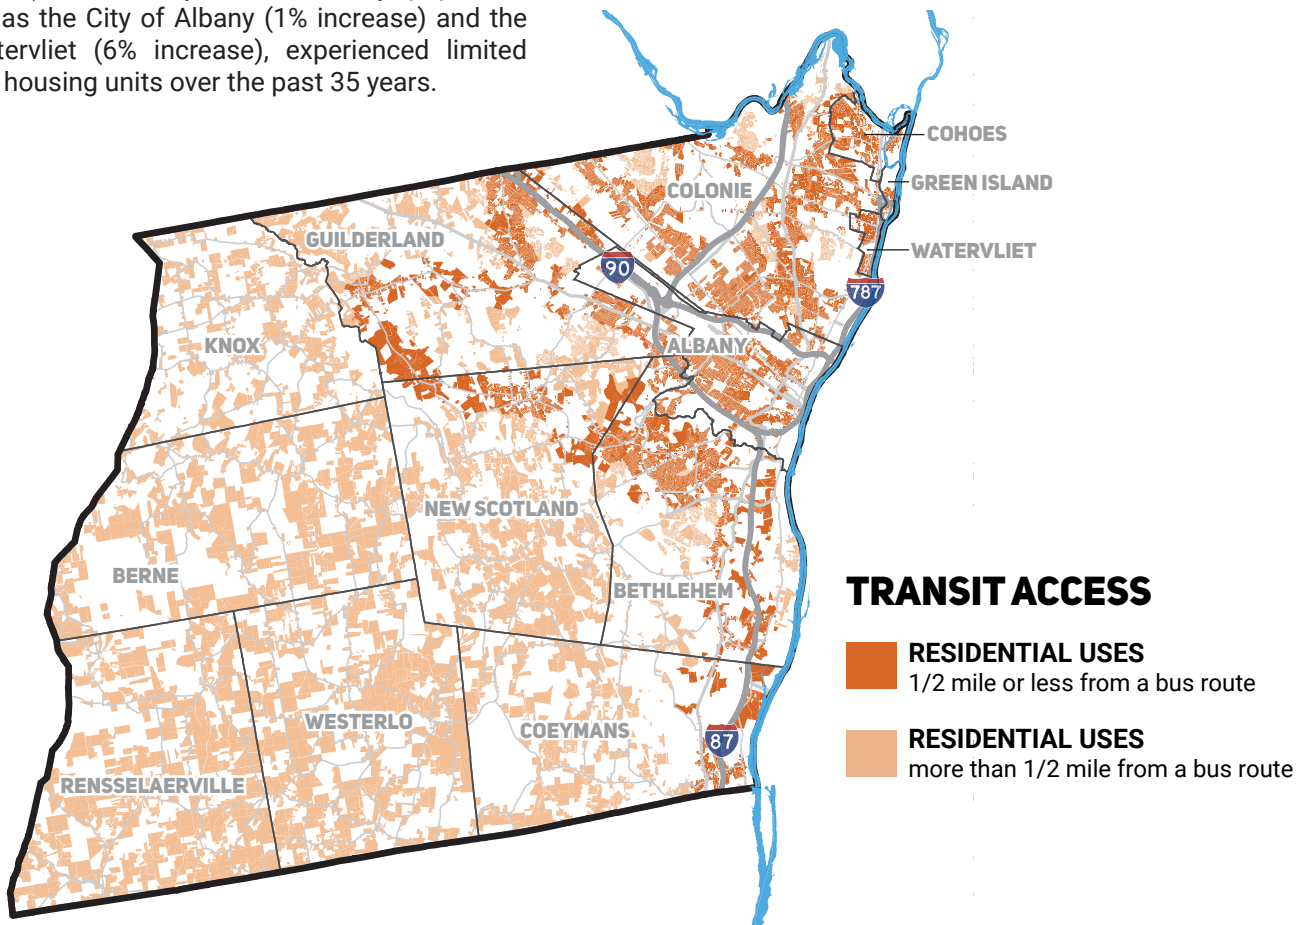 as the City of Albany (1% increase) and the
tervliet (6% increase), experienced limited
housing units over the past 35 years.
COHOES
COLONIE
GREEN ISLAND
GUILDERLAND
WATERVLIET
90
787
KNOX
ALBANY
NEW SCOTLAND
BERNE
BETHLEHEM
WESTERLO
COEYMANS
87
RENSSELAERVILLE
TRANSIT ACCESS
RESIDENTIAL USES
1/2 mile or less from a bus route
RESIDENTIAL USES
more than 1/2 mile from a bus route